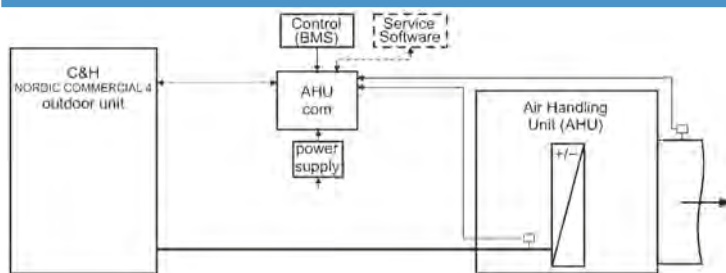 C&H
NORDIC COMMERCIAL 4
outdoor unit
Control
(BMS)
Service
Software
AHU
com
power
supply
Air Handling
Unit (AHU)
+/−